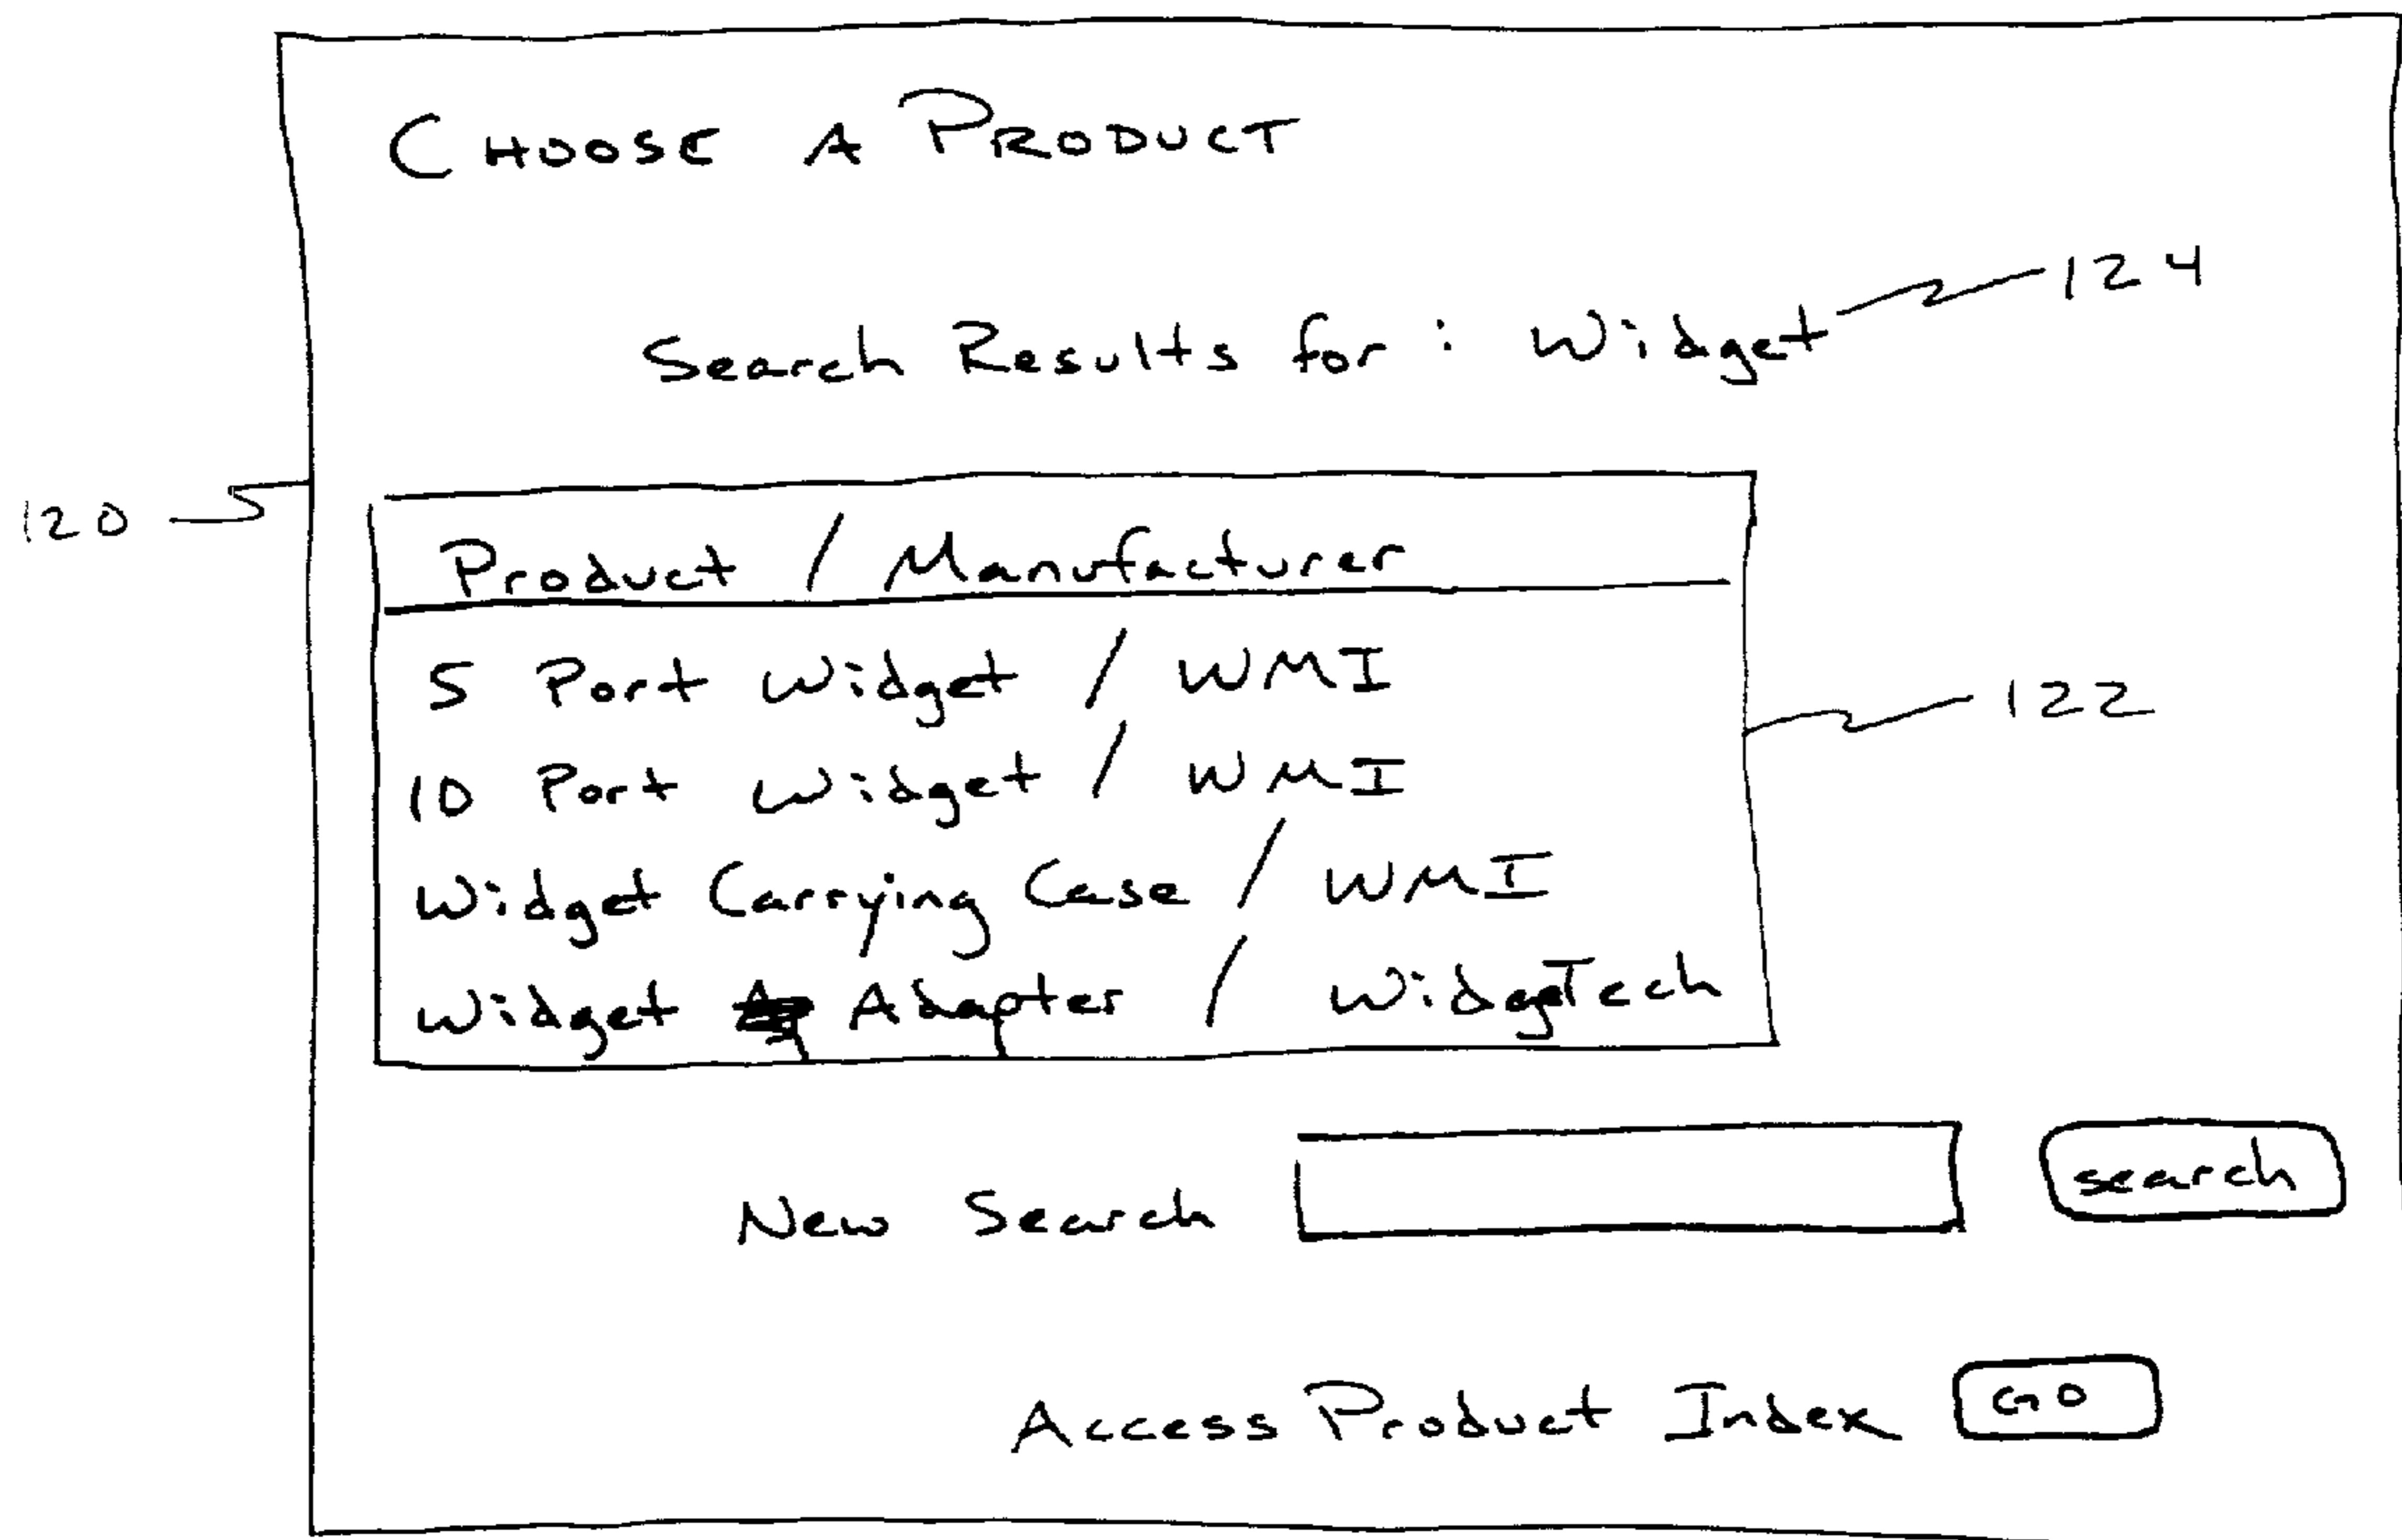 CHOOSE A PRODUCT
124
Search Results for : Widget
120
Product / Manufacturer
5 Port Widget / WMI
122
10 Port Widget / WMI
Widget Carrying Case / WMI
Widget Adapter / WidgeTech
New Search search
Access Product Index GO